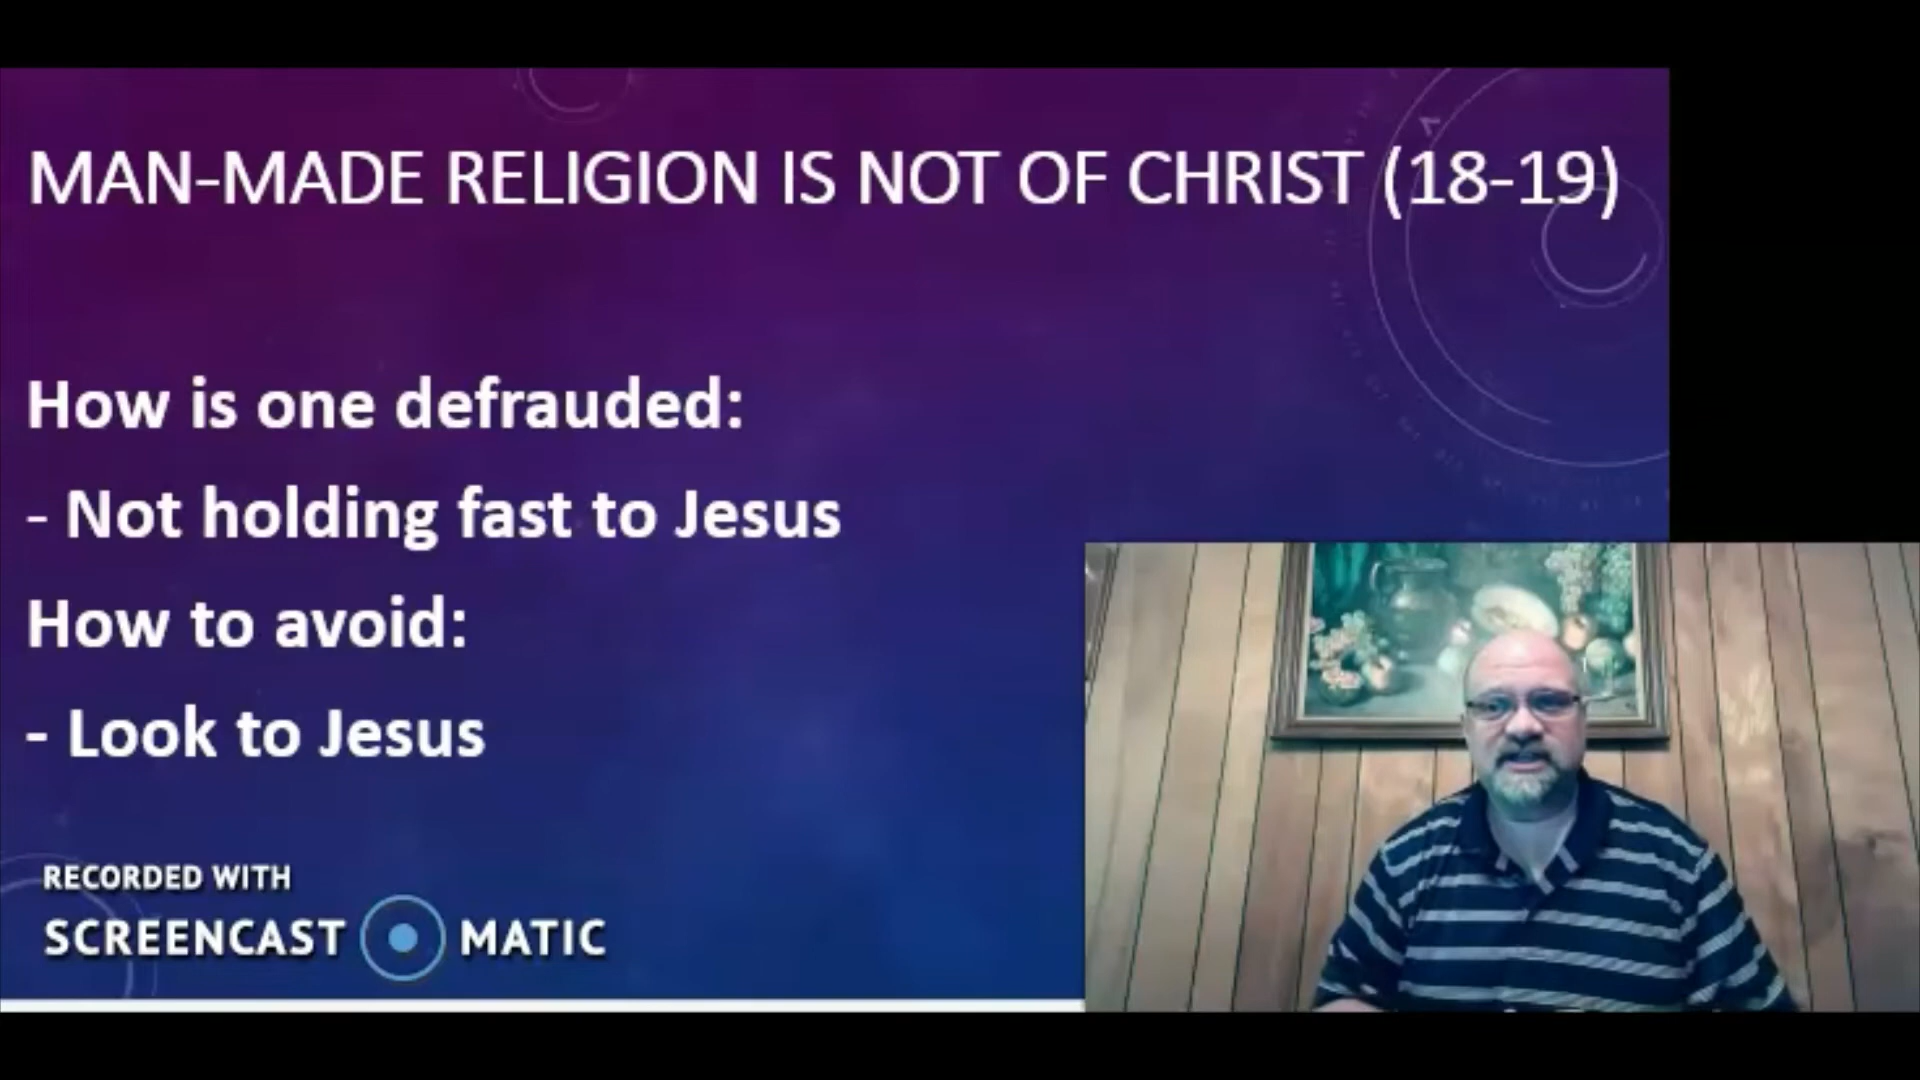 MAN-MADE RELIGION IS NOT OF CHRIST (18-19)
How is one defrauded:
- Not holding fast to Jesus
How to avoid:
- Look to Jesus
RECORDED WITH
SCREENCAST MATIC